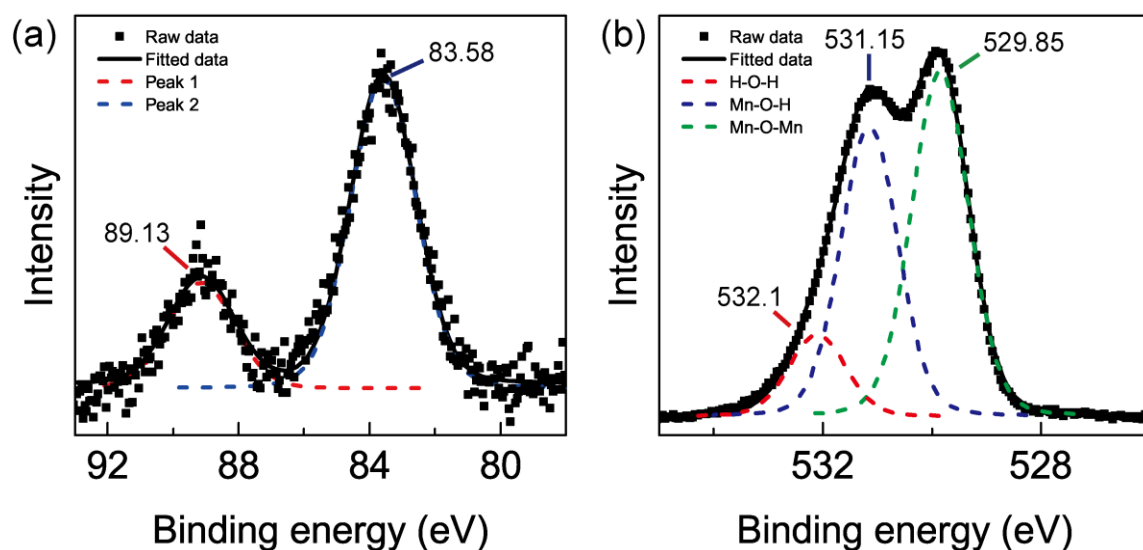 (a)
Raw data
Fitted data
Peak 1
Peak 2
83.58
89.13
Intensity
92 88 84 80
Binding energy (eV)
(b)
Raw data
Fitted data
H-O-H
Mn-O-H
Mn-O-Mn
531.15
529.85
532.1
Intensity
532 528
Binding energy (eV)